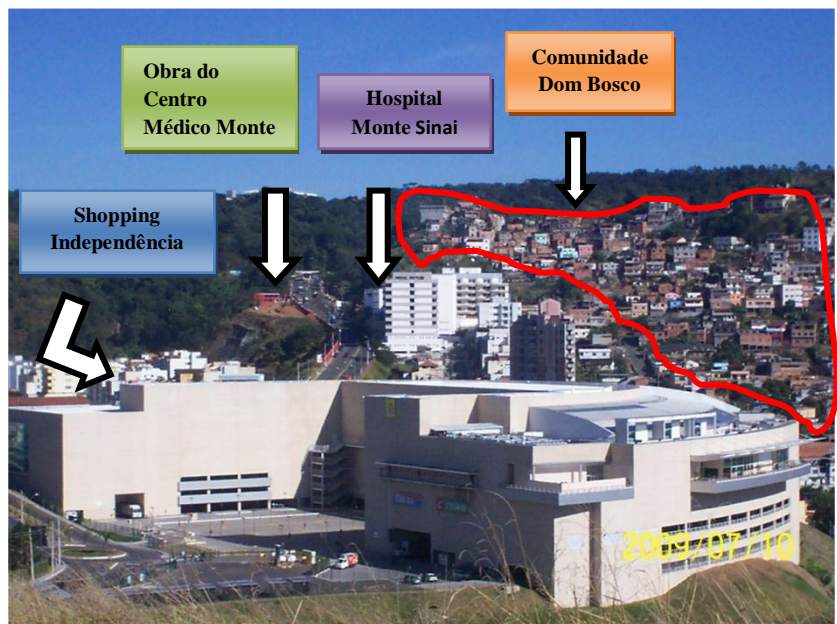 Obra do
Centro
Médico Monte
Hospital
Monte Sinai
Comunidade
Dom Bosco
Shopping
Independência
2009/07/10